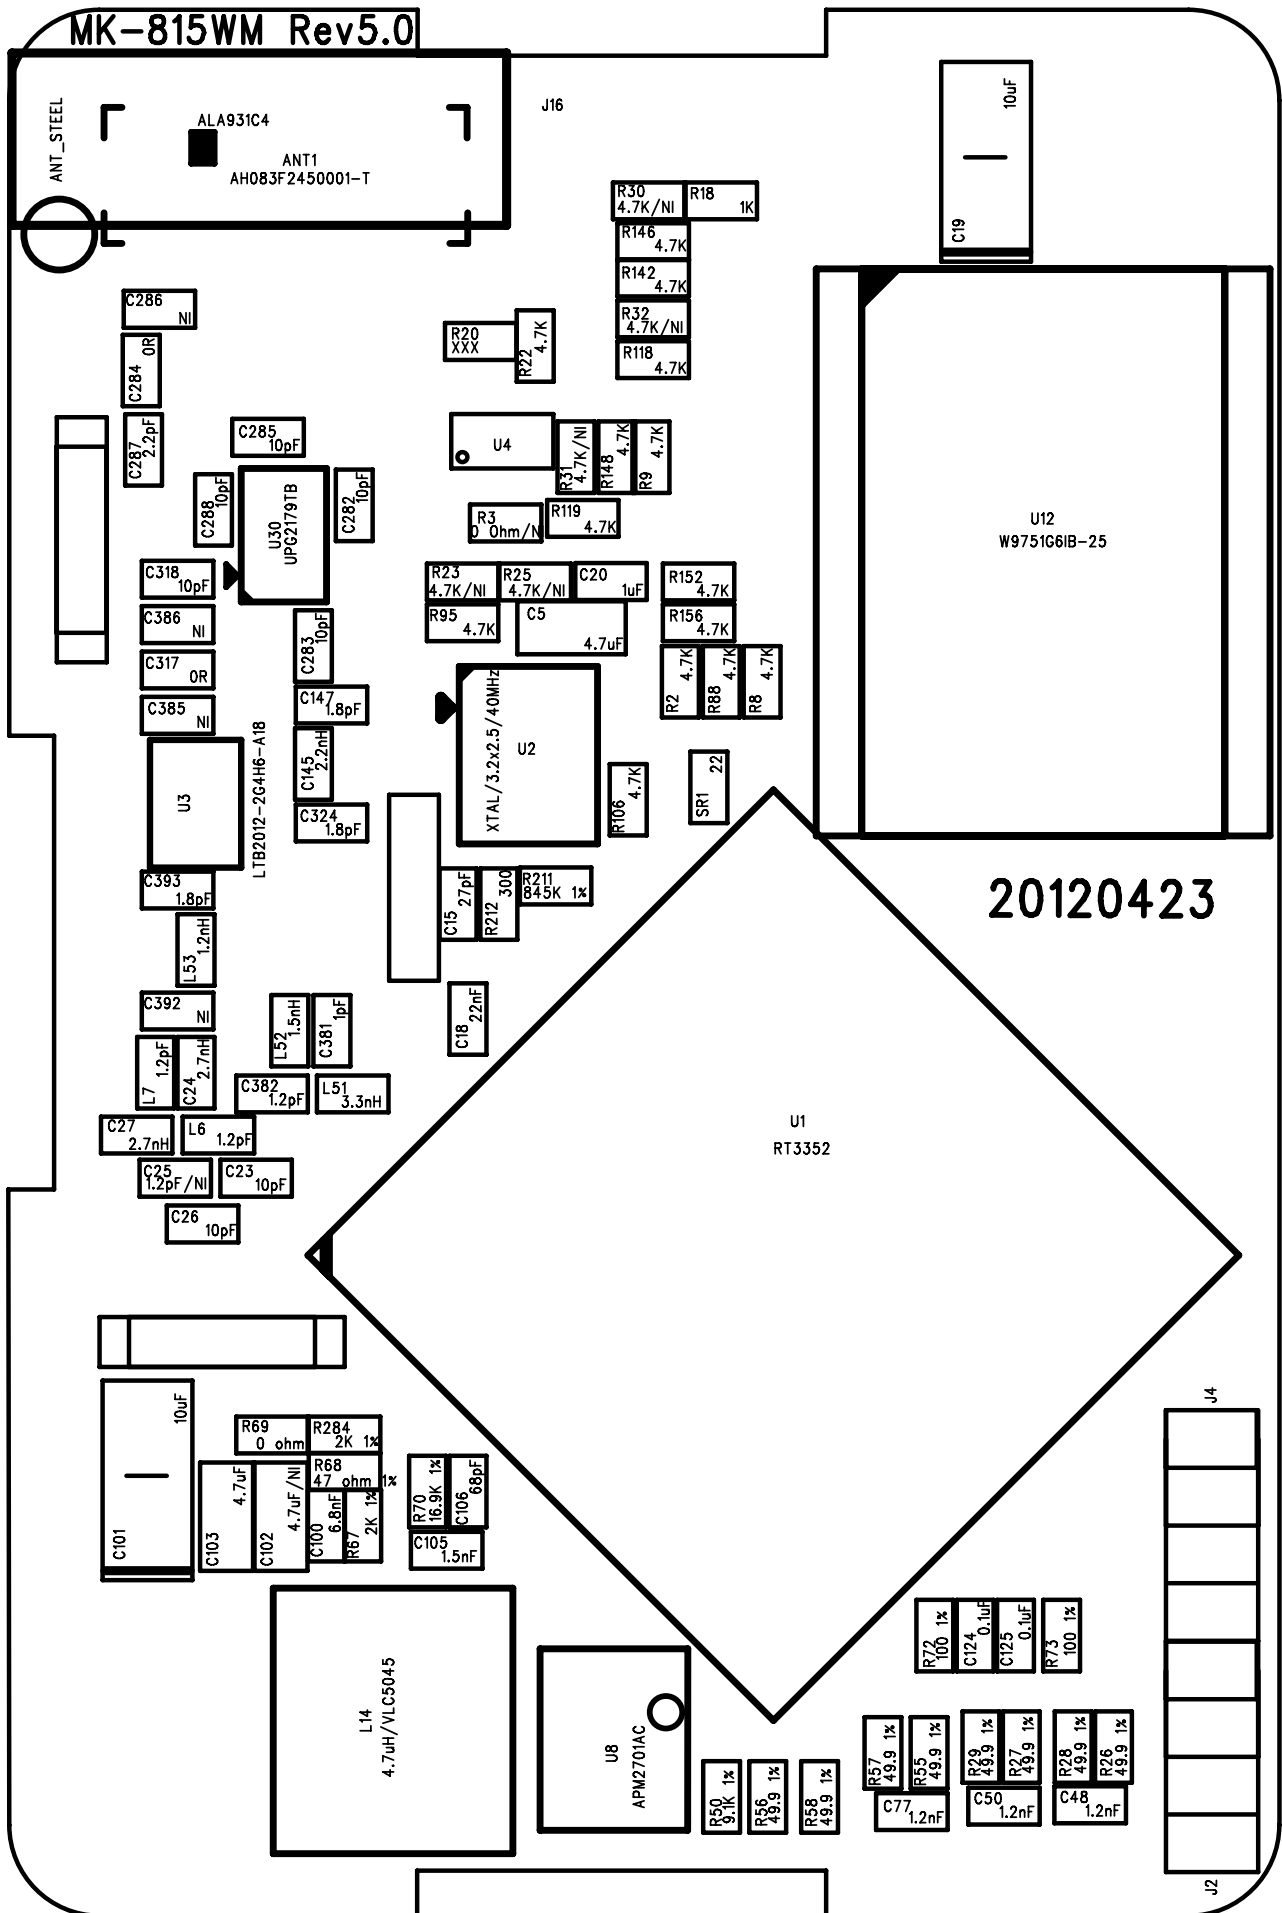 MK-815WM Rev5.0
ANT_STEEL
ALA931C4
ANT1
AH083F2450001-T
J16
10uF
C19
R30
4.7K/NI
R18
1K
R146
4.7K
R142
4.7K
R32
4.7K/NI
R118
4.7K
C286
NI
C284
0R
C287
2.2pF
R20
XXX
R22
4.7K
C285
10pF
U4
R31
4.7K/NI
R148
4.7K
R9
4.7K
C288
10pF
U30
UPG2179TB
C282
10pF
R3
0 Ohm/N
R119
4.7K
U12
W9751G6IB-25
C318
10pF
R23
4.7K/NI
R25
4.7K/NI
C20
1uF
R152
4.7K
C386
NI
C283
10pF
R95
4.7K
C5
4.7uF
R156
4.7K
C317
0R
C147
1.8pF
R2
4.7K
R88
4.7K
R8
4.7K
C385
NI
C145
2.2nH
XTAL/3.2x2.5/40MHz
U2
U3
LTB2012-2G4H6-A18
C324
1.8pF
R106
4.7K
SR1
22
C393
1.8pF
C15
27pF
R212
300
R211
845K 1%
20120423
L53
1.2nH
C392
NI
L52
1.5nH
C381
1pF
C18
22nF
L7
1.2pF
C24
2.7nH
C382
1.2pF
L51
3.3nH
C27
2.7nH
L6
1.2pF
U1
RT3352
C25
1.2pF/NI
C23
10pF
C26
10pF
10uF
C101
R69
0 ohm
R284
2K 1%
R68
47 ohm 1%
C103
4.7uF
C102
4.7uF/NI
C100
6.8nF
R67
2K 1%
R70
16.9K 1%
C106
68pF
C105
1.5nF
J4
R72
100 1%
C124
0.1uF
C125
0.1uF
R73
100 1%
L14
4.7uH/VLC5045
U8
APM2701AC
R50
9.1K 1%
R56
49.9 1%
R58
49.9 1%
R57
49.9 1%
R55
49.9 1%
R29
49.9 1%
R27
49.9 1%
R28
49.9 1%
R26
49.9 1%
C77
1.2nF
C50
1.2nF
C48
1.2nF
J2